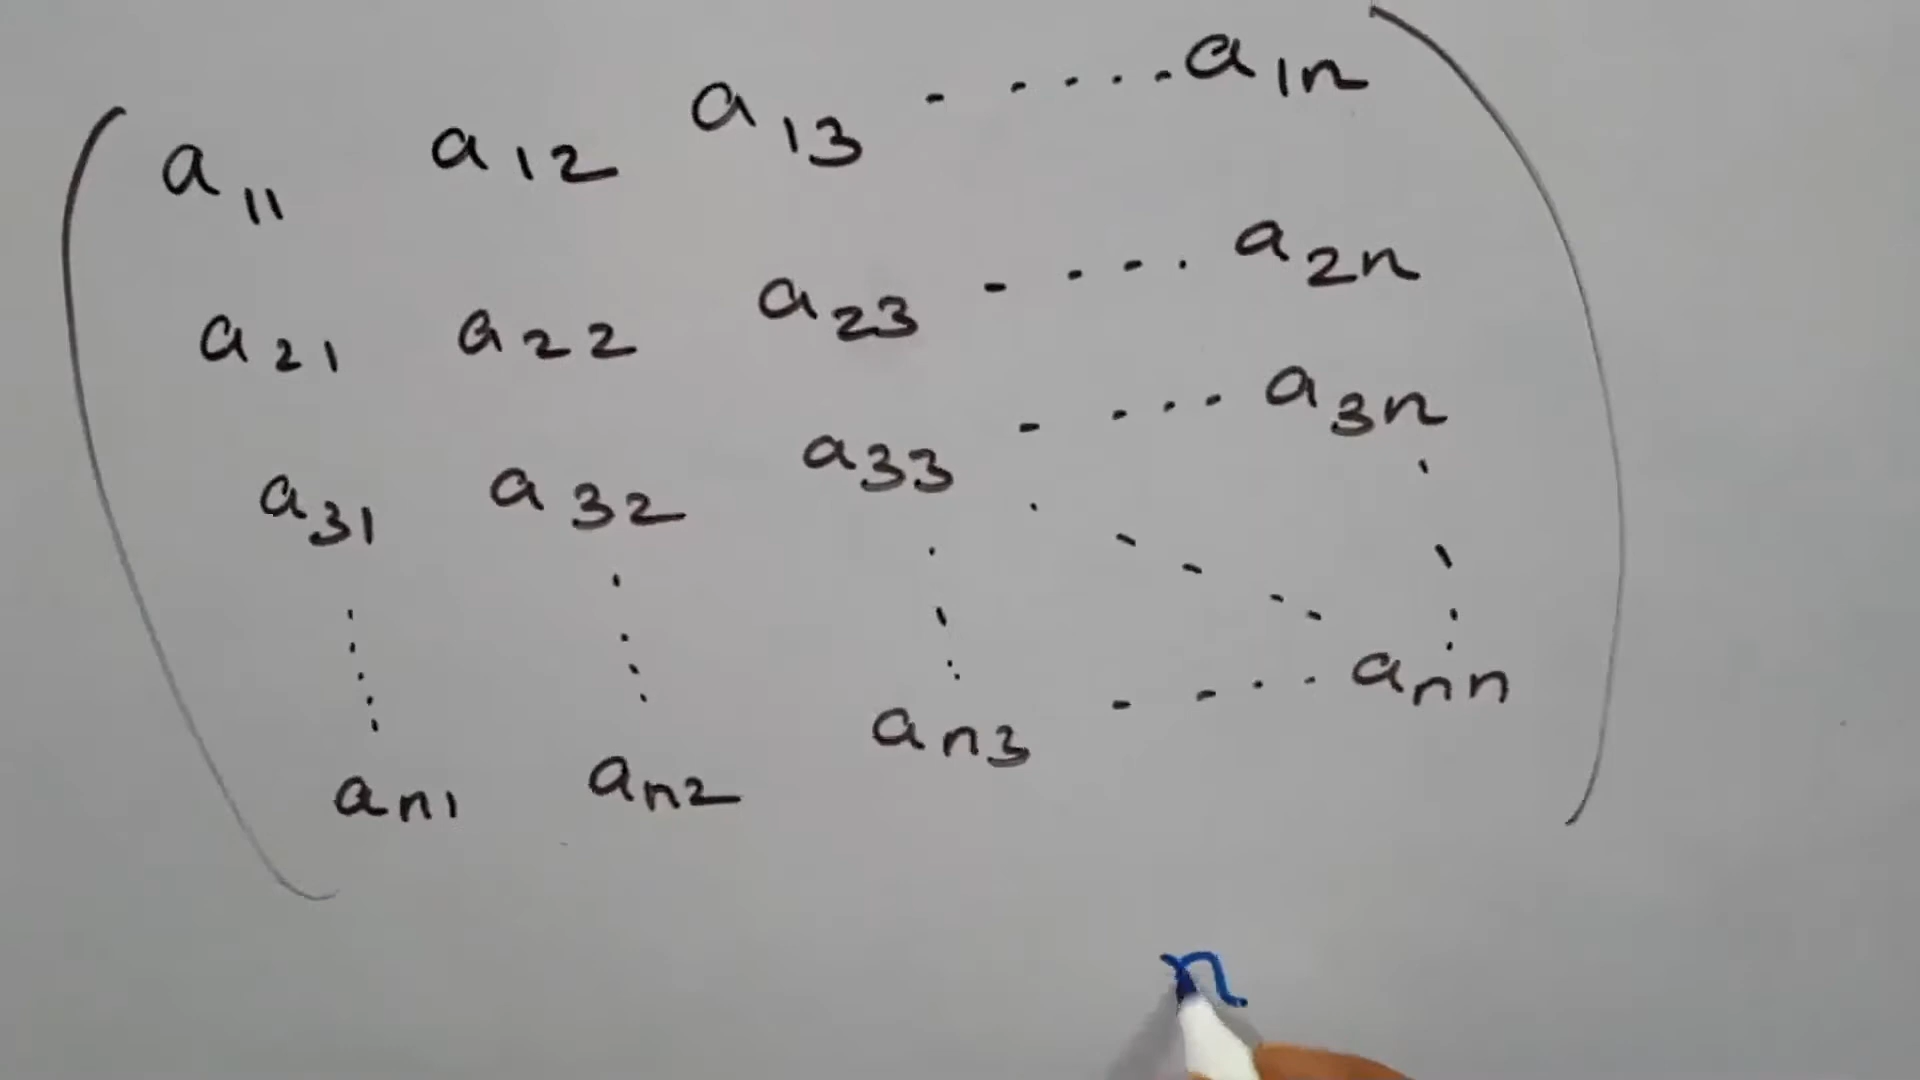 a11 a12 a13 - - . . . . a1n
a21 a22 a23 - - - . a2n
a31 a32 a33 - . . . a3n
an1 an2 an3 - - . . ann
n